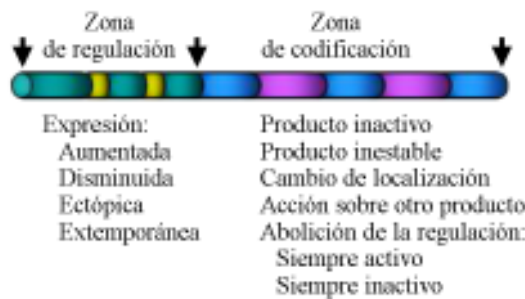 Zona
de regulación
Zona
de codificación
Expresión:
Aumentada
Disminuida
Ectópica
Extemporánea
Producto inactivo
Producto inestable
Cambio de localización
Acción sobre otro producto
Abolición de la regulación:
Siempre activo
Siempre inactivo